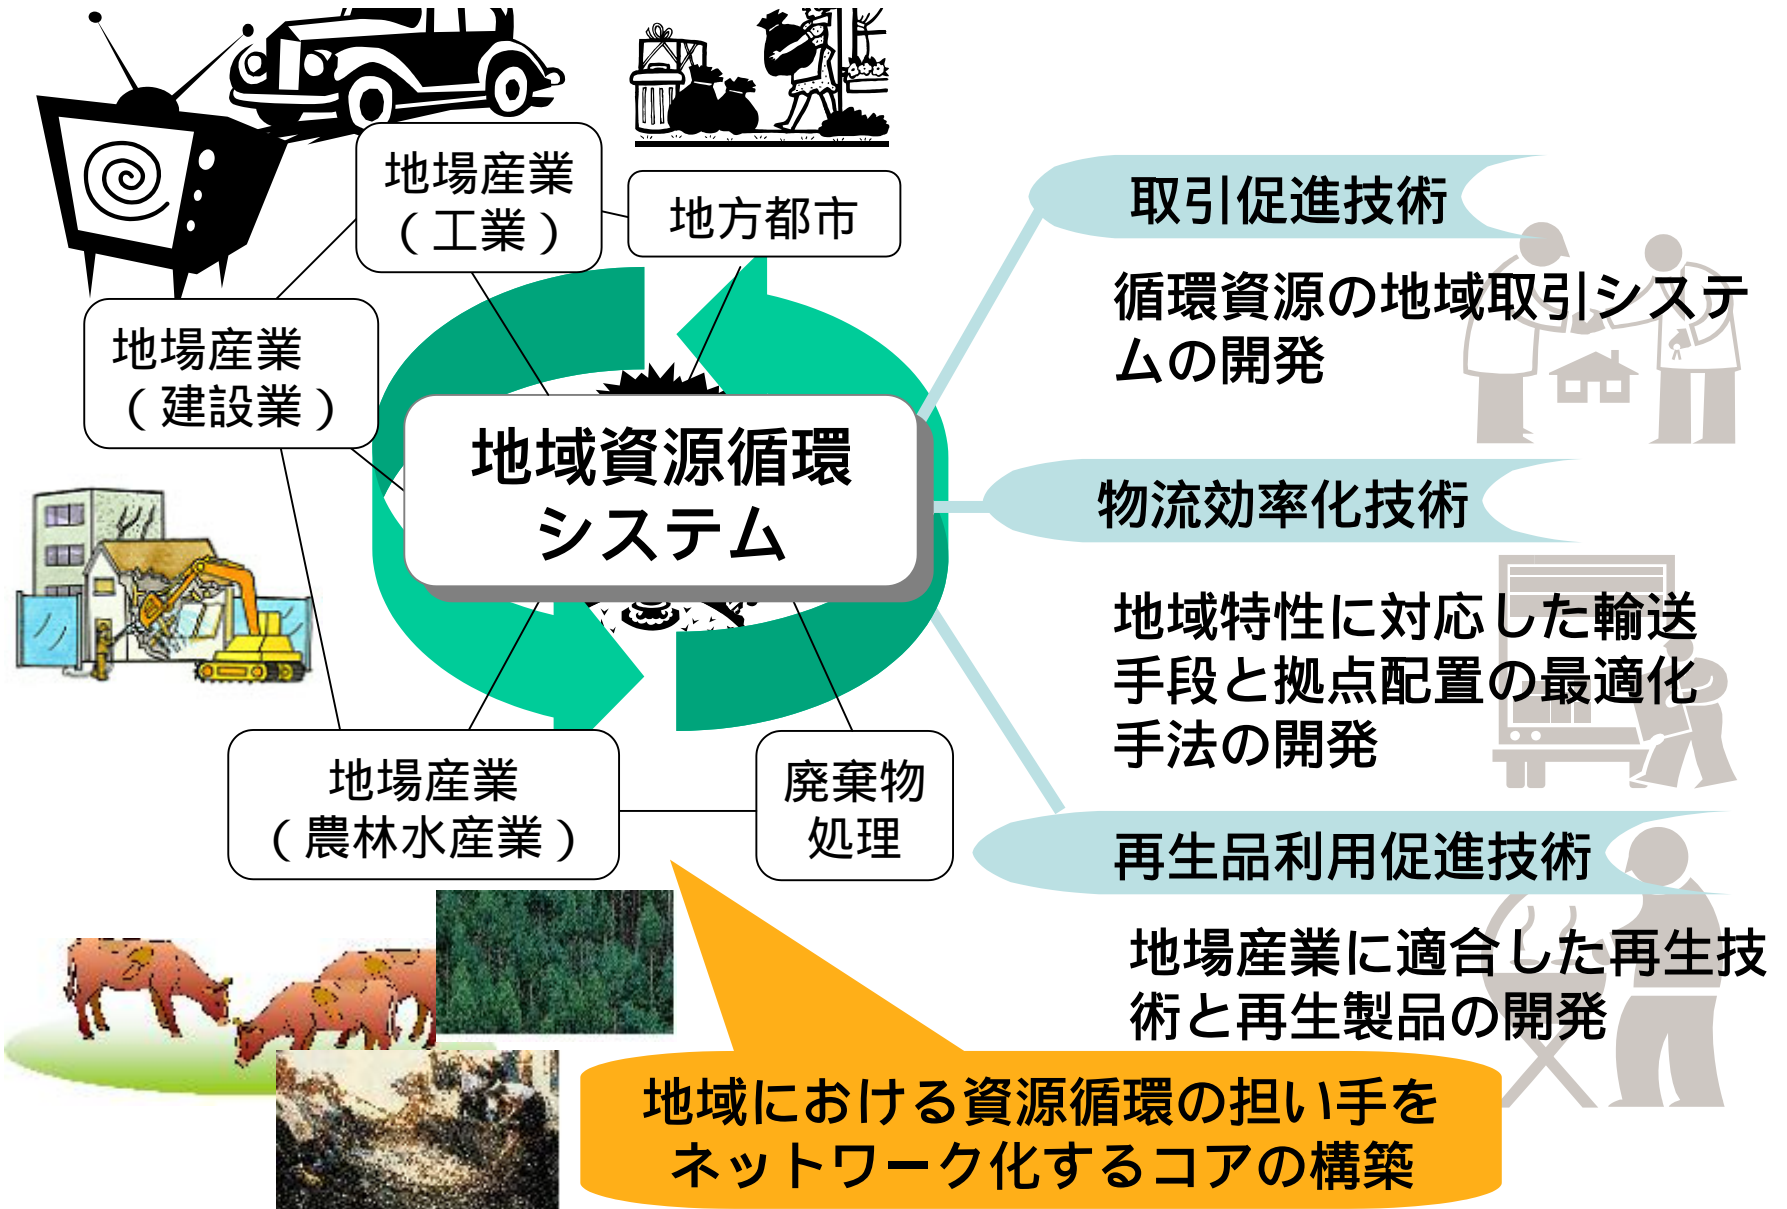 地場産業
（工業）
地方都市
地場産業
（建設業）
地域資源循環
システム
地場産業
（農林水産業）
廃棄物
処理
取引促進技術
循環資源の地域取引システ
ムの開発
物流効率化技術
地域特性に対応した輸送
手段と拠点配置の最適化
手法の開発
再生品利用促進技術
地場産業に適合した再生技
術と再生製品の開発
地域における資源循環の担い手を
ネットワーク化するコアの構築